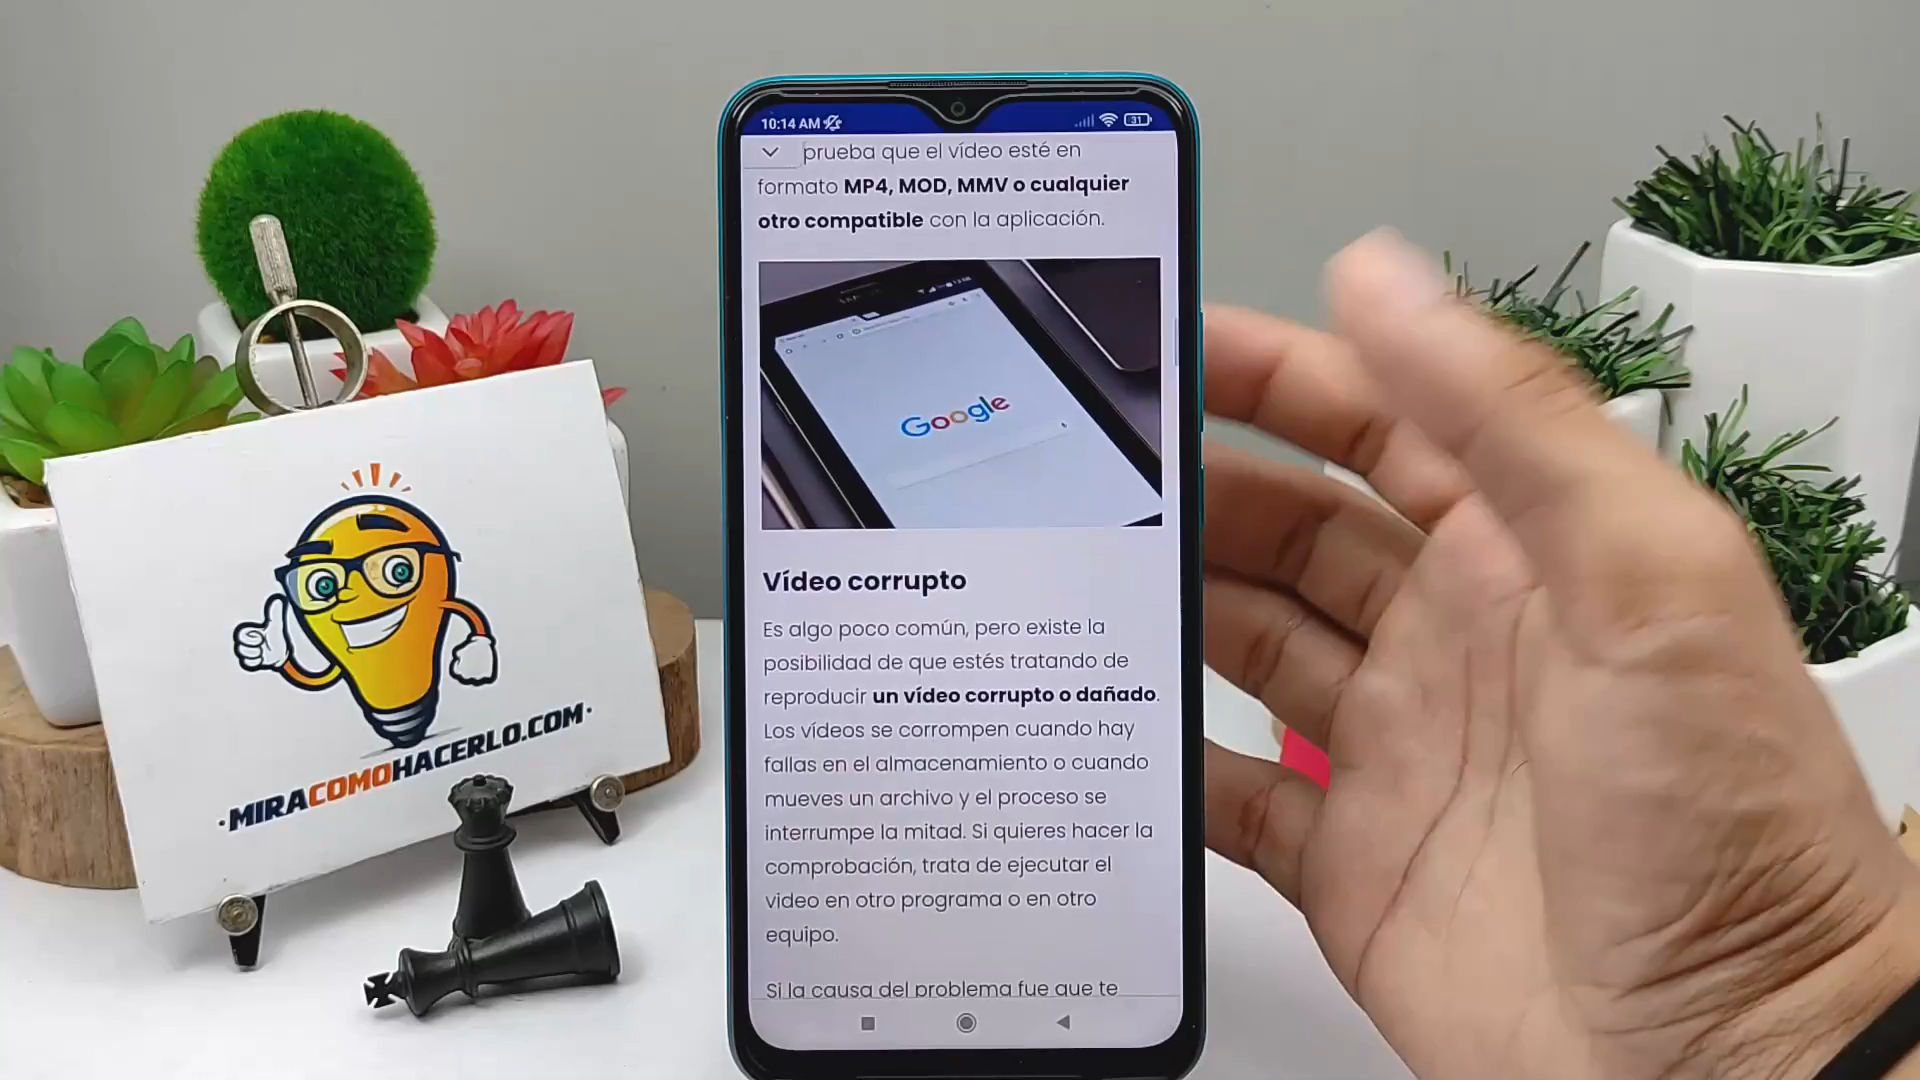 10:14 AM
31
prueba que el vídeo esté en
formato MP4, MOD, MMV o cualquier
otro compatible con la aplicación.
Google
Vídeo corrupto
Es algo poco común, pero existe la
posibilidad de que estés tratando de
reproducir un vídeo corrupto o dañado.
Los vídeos se corrompen cuando hay
fallas en el almacenamiento o cuando
mueves un archivo y el proceso se
interrumpe la mitad. Si quieres hacer la
comprobación, trata de ejecutar el
video en otro programa o en otro
equipo.
Si la causa del problema fue que te
·MIRACOMOHACERLO.COM·